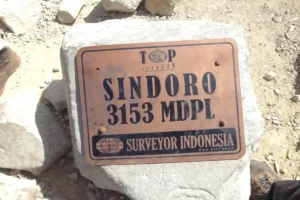 TOP
SINDORO
3153 MDPL
SURVEYOR INDONESIA